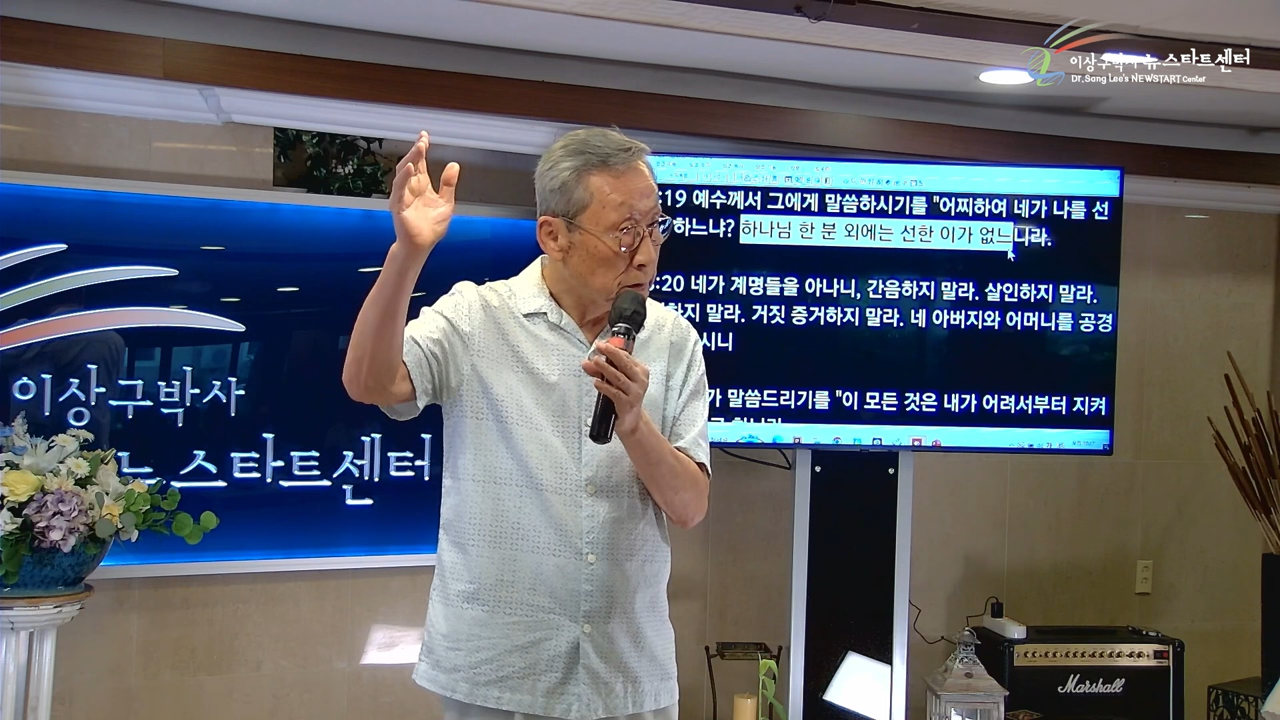 이상구박사 뉴스타트센터
Dr. Sang Lee's NEWSTART Center
:19 예수께서 그에게 말씀하시기를 "어찌하여 네가 나를 선
하느냐? 하나님 한 분 외에는 선한 이가 없느니라.
:20 네가 계명들을 아나니, 간음하지 말라. 살인하지 말라.
하지 말라. 거짓 증거하지 말라. 네 아버지와 어머니를 공경
시니
가 말씀드리기를 "이 모든 것은 내가 어려서부터 지켜
이상구박사
뉴스타트센터
Marshall